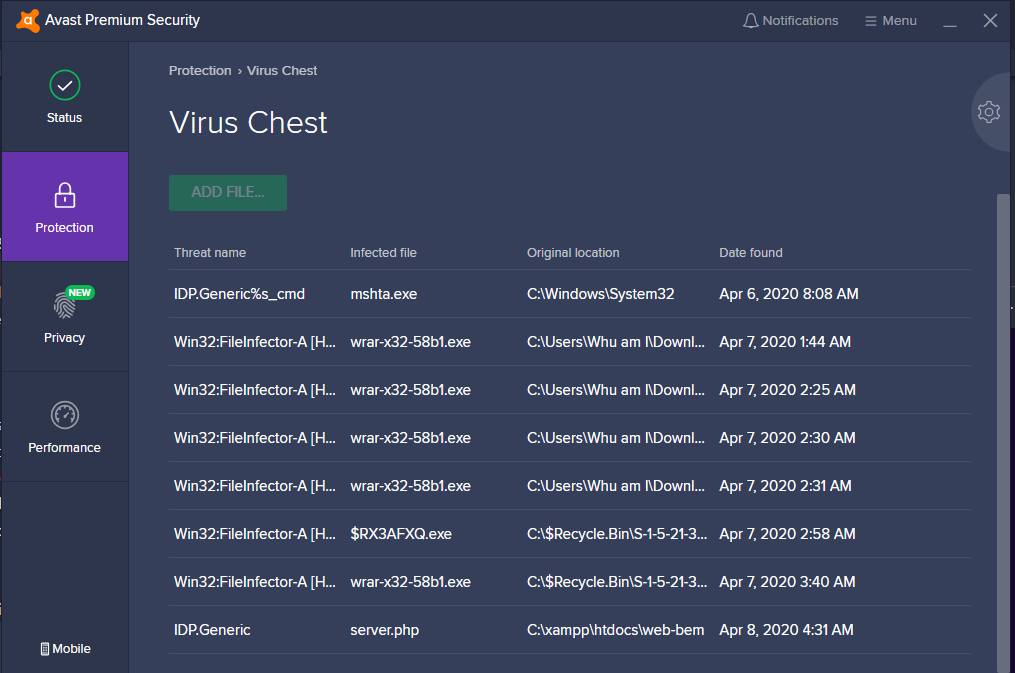 Avast Premium Security
Notifications
Menu
Status
Protection
NEW
Privacy
Performance
Mobile
Protection › Virus Chest
Virus Chest
ADD FILE...
Threat name Infected file Original location Date found
IDP.Generic%s_cmd mshta.exe C:\Windows\System32 Apr 6, 2020 8:08 AM
Win32:FileInfector-A [H... wrar-x32-58b1.exe C:\Users\Whu am I\Downl... Apr 7, 2020 1:44 AM
Win32:FileInfector-A [H... wrar-x32-58b1.exe C:\Users\Whu am I\Downl... Apr 7, 2020 2:25 AM
Win32:FileInfector-A [H... wrar-x32-58b1.exe C:\Users\Whu am I\Downl... Apr 7, 2020 2:30 AM
Win32:FileInfector-A [H... wrar-x32-58b1.exe C:\Users\Whu am I\Downl... Apr 7, 2020 2:31 AM
Win32:FileInfector-A [H... $RX3AFXQ.exe C:\$Recycle.Bin\S-1-5-21-3... Apr 7, 2020 2:58 AM
Win32:FileInfector-A [H... wrar-x32-58b1.exe C:\$Recycle.Bin\S-1-5-21-3... Apr 7, 2020 3:40 AM
IDP.Generic server.php C:\xampp\htdocs\web-bem Apr 8, 2020 4:31 AM